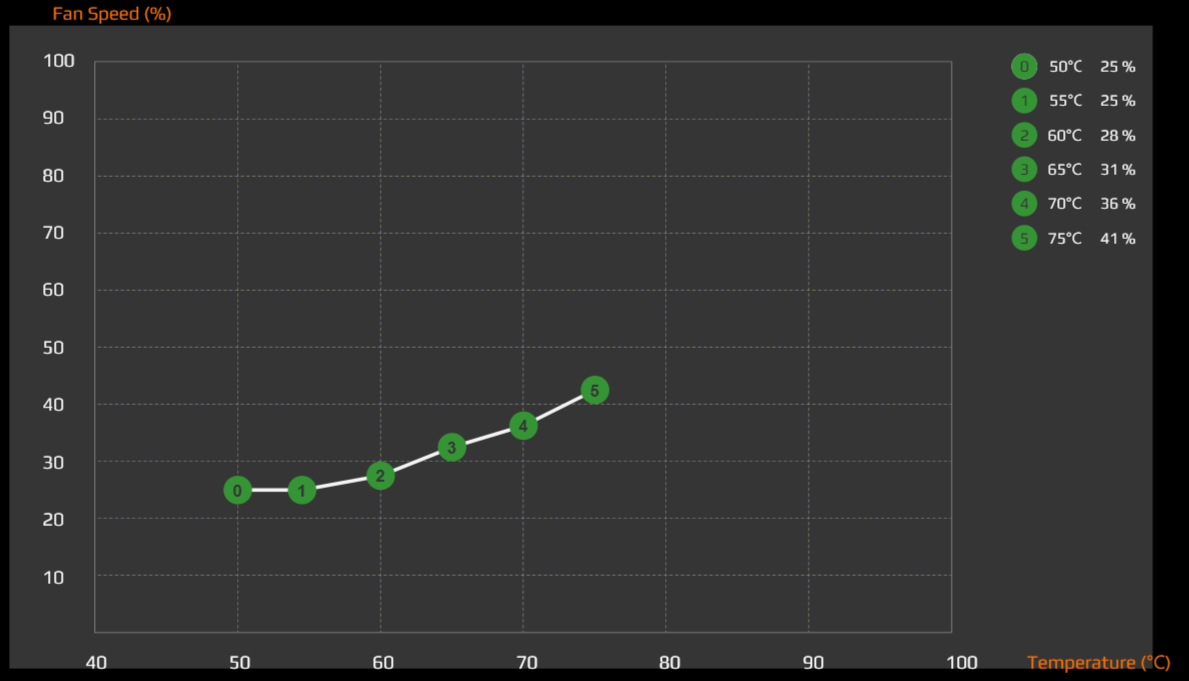 Fan Speed (%)
100
90
80
70
60
50
40
30
20
10
0 1 2 3 4 5
40 50 60 70 80 90 100 Temperature (°C)
0 50°C 25 %
1 55°C 25 %
2 60°C 28 %
3 65°C 31 %
4 70°C 36 %
5 75°C 41 %